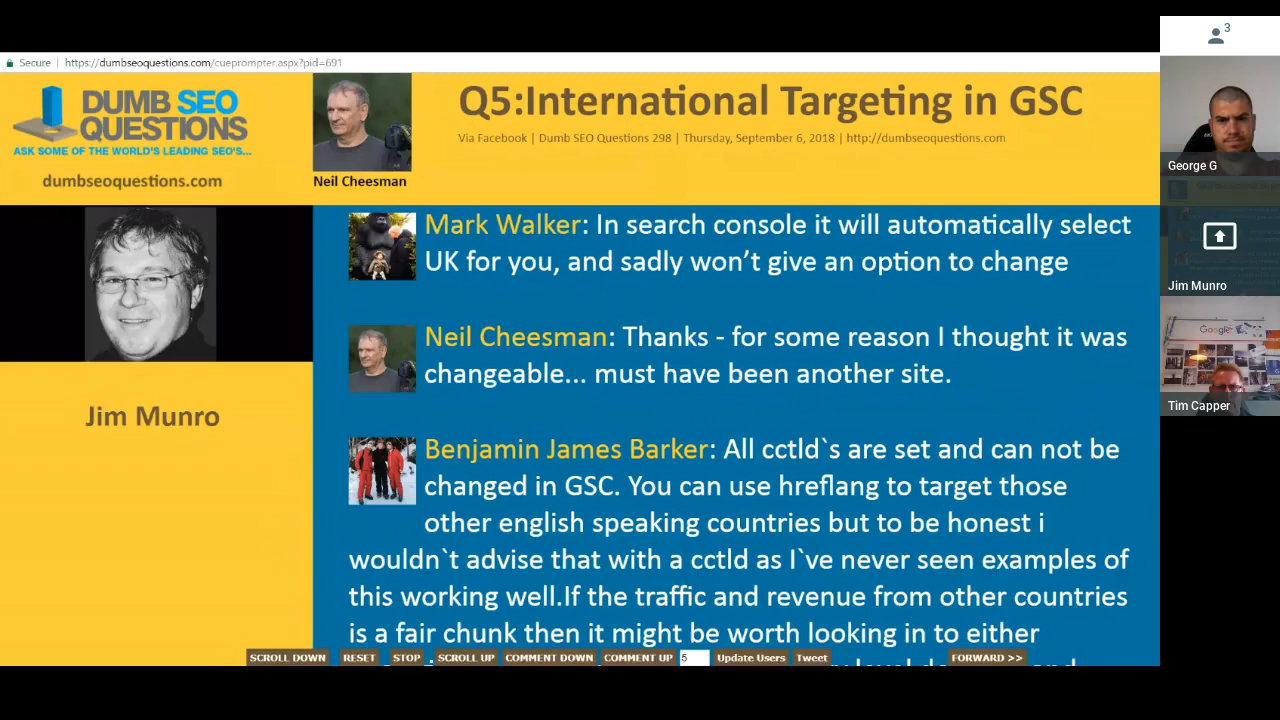 3
Secure | https://dumbseoquestions.com/cueprompter.aspx?pid=691
DUMB SEO
QUESTIONS
ASK SOME OF THE WORLD'S LEADING SEO'S...
dumbseoquestions.com
Neil Cheesman
Q5:International Targeting in GSC
Via Facebook | Dumb SEO Questions 298 | Thursday, September 6, 2018 | http://dumbseoquestions.com
George G
Jim Munro
Google
Tim Capper
Jim Munro
Mark Walker: In search console it will automatically select
UK for you, and sadly won’t give an option to change
Neil Cheesman: Thanks - for some reason I thought it was
changeable... must have been another site.
Benjamin James Barker: All cctld`s are set and can not be
changed in GSC. You can use hreflang to target those
other english speaking countries but to be honest i
wouldn`t advise that with a cctld as I`ve never seen examples of
this working well.If the traffic and revenue from other countries
is a fair chunk then it might be worth looking in to either
SCROLL DOWN RESET STOP SCROLL UP COMMENT DOWN COMMENT UP 5 Update Users Tweet FORWARD >>